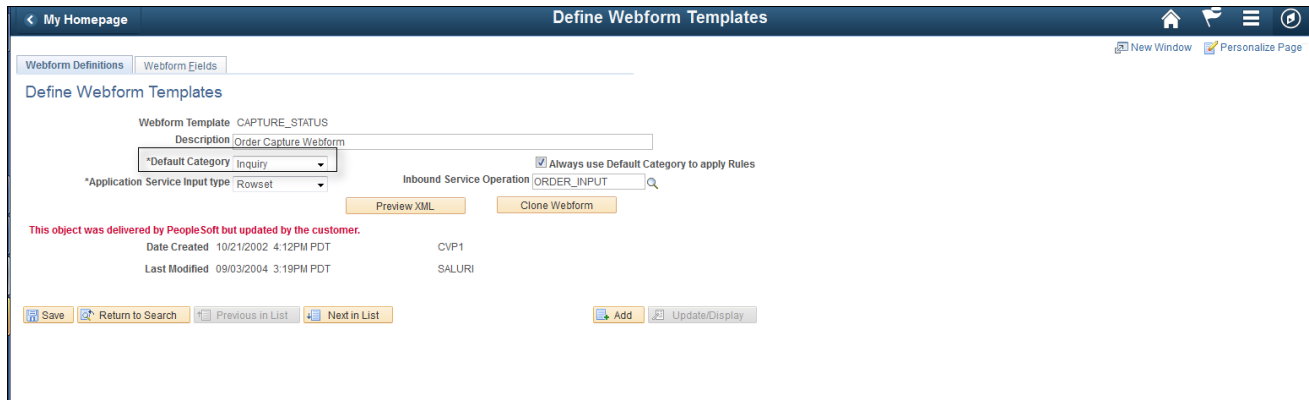 My Homepage Define Webform Templates
New Window Personalize Page
Webform Definitions Webform Fields
Define Webform Templates
Webform Template CAPTURE_STATUS
Description Order Capture Webform
*Default Category Inquiry Always use Default Category to apply Rules
*Application Service Input type Rowset Inbound Service Operation ORDER_INPUT
Preview XML Clone Webform
This object was delivered by PeopleSoft but updated by the customer.
Date Created 10/21/2002 4:12PM PDT CVP1
Last Modified 09/03/2004 3:19PM PDT SALURI
Save Return to Search Previous in List Next in List Add Update/Display